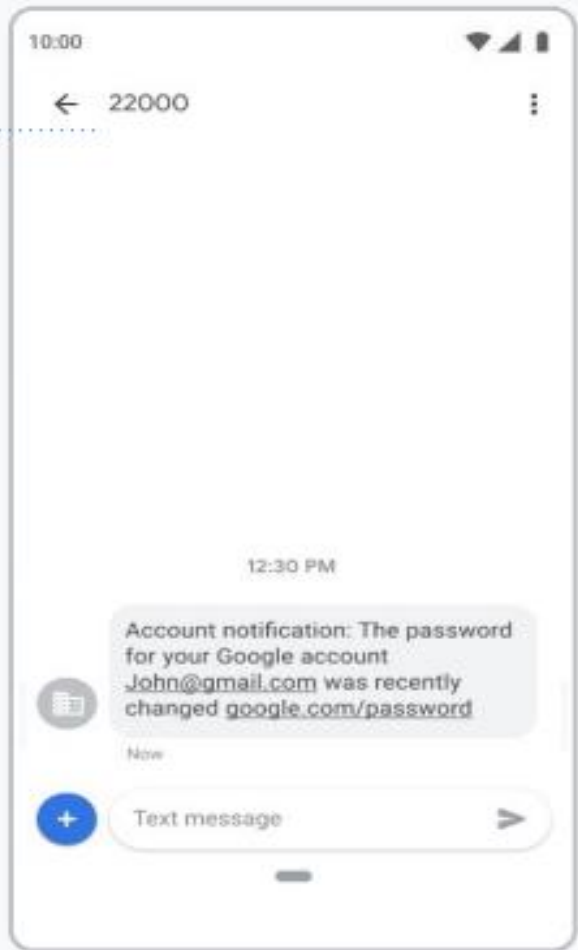 10:00
22000
12:30 PM
Account notification: The password
for your Google account
John@gmail.com was recently
changed google.com/password
Now
Text message